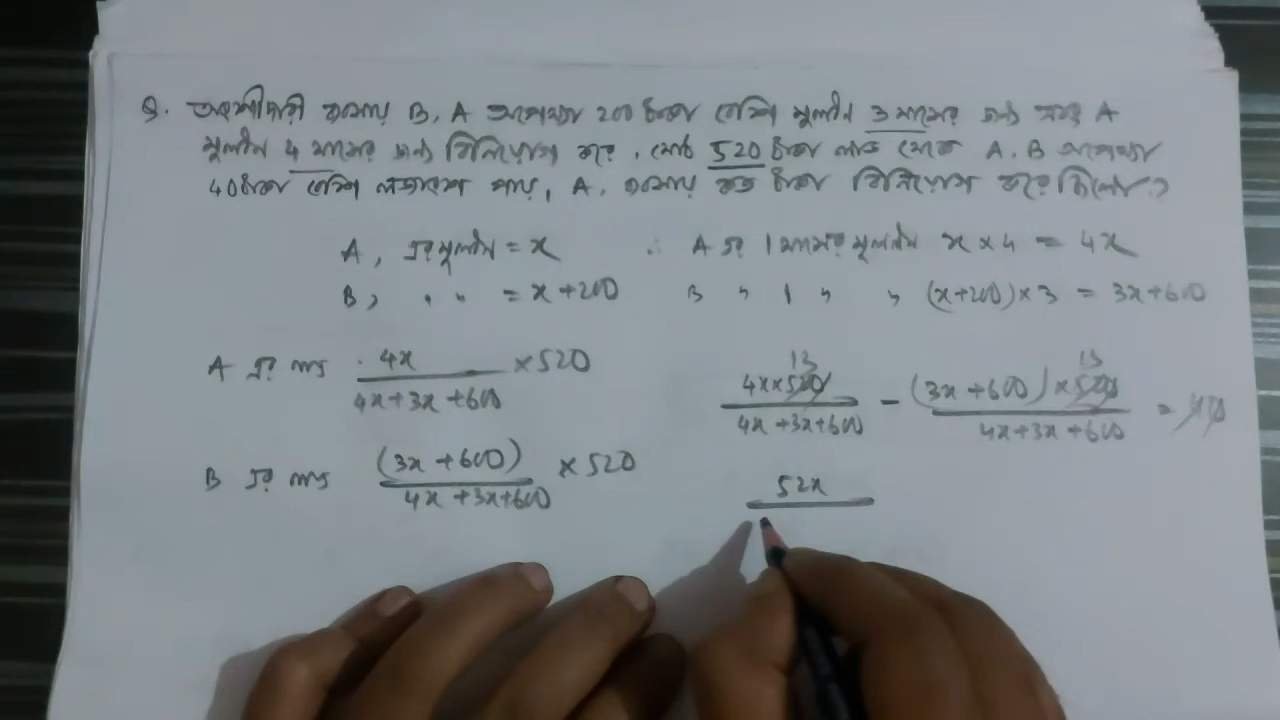 Q. অংশীদারী ব্যবসায় B, A অপেক্ষা 200 টাকা বেশি মূলধন 3 মাসের জন্য এবং A
মূলধন 4 মাসের জন্য বিনিয়োগ করে, মোট 520 টাকা লাভ থেকে A, B অপেক্ষা
40 টাকা বেশি লভ্যাংশ পায়, A, ব্যবসায় কত টাকা বিনিয়োগ করেছিলো?
A, এর মূলধন = x ∴ A এর 1 মাসের মূলধন x × 4 = 4x
B, " " = x + 200 B " 1 " " (x+200) × 3 = 3x+600
A এর লাভ 4x / 4x+3x+600 × 520
4x × 520 13 / 4x+3x+600 - (3x+600) × 520 13 / 4x+3x+600 =
B এর লাভ (3x+600) / 4x+3x+600 × 520
52x